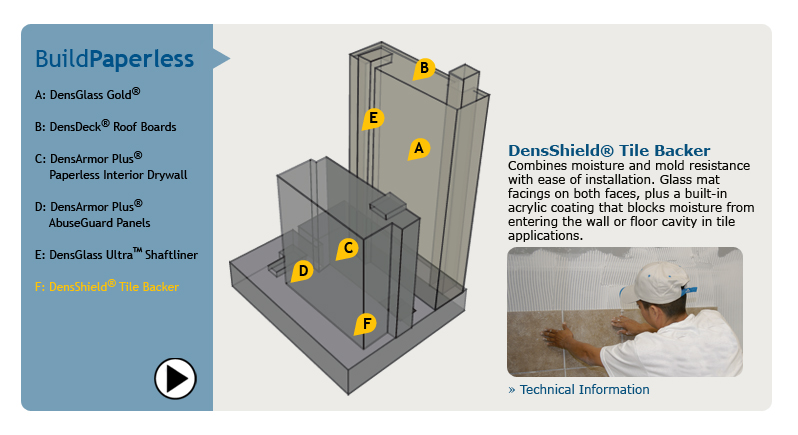 BuildPaperless
A: DensGlass Gold®
B: DensDeck® Roof Boards
C: DensArmor Plus®
Paperless Interior Drywall
D: DensArmor Plus®
AbuseGuard Panels
E: DensGlass Ultra™ Shaftliner
F: DensShield® Tile Backer
B
E
A
C
D
F
DensShield® Tile Backer
Combines moisture and mold resistance
with ease of installation. Glass mat
facings on both faces, plus a built-in
acrylic coating that blocks moisture from
entering the wall or floor cavity in tile
applications.
» Technical Information